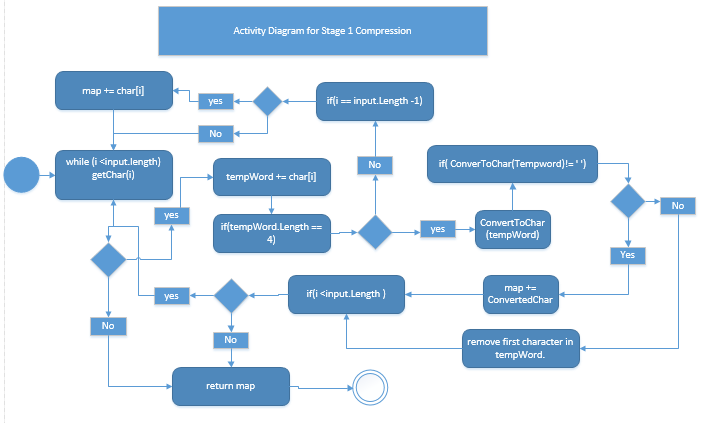 Activity Diagram for Stage 1 Compression
map += char[i]
yes
if(i == input.Length -1)
No
while (i <input.length)
getChar(i)
tempWord += char[i]
No
if( ConverToChar(Tempword)!= ' ')
yes
if(tempWord.Length ==
4)
yes
ConvertToChar
(tempWord)
No
Yes
yes
if(i <input.Length )
map +=
ConvertedChar
No
No
remove first character in
tempWord.
return map